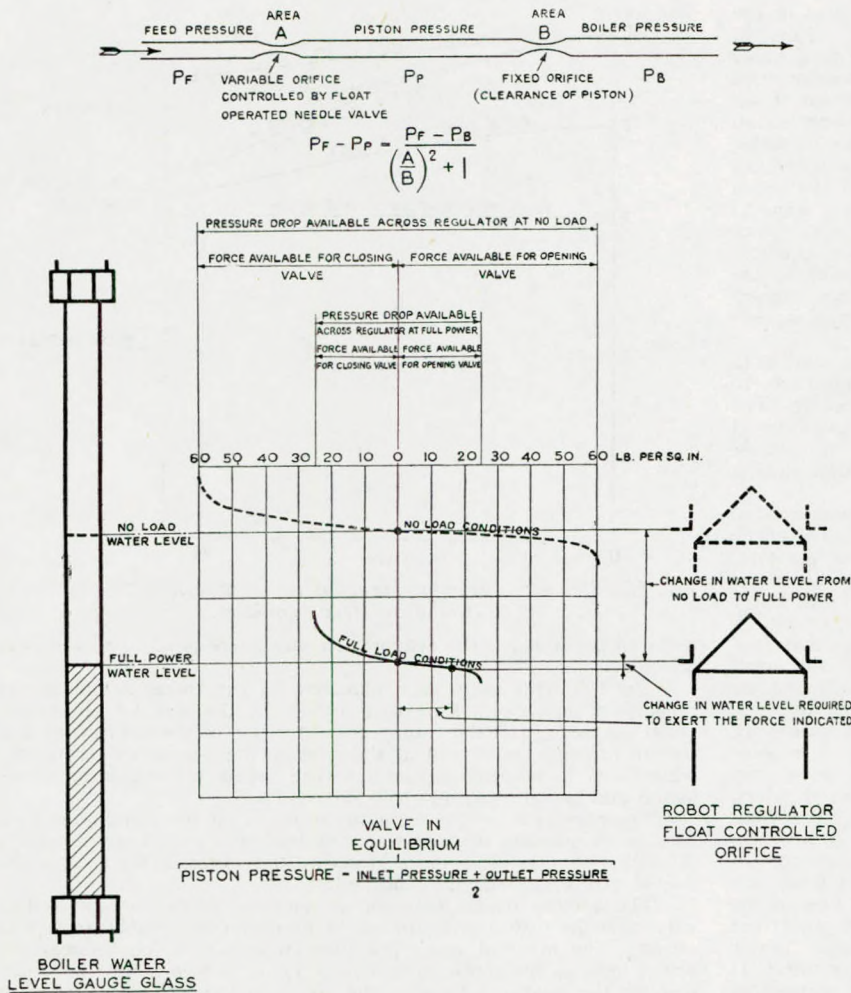 AREA
A
AREA
B
FEED PRESSURE
PISTON PRESSURE
BOILER PRESSURE
PF
VARIABLE ORIFICE
CONTROLLED BY FLOAT
OPERATED NEEDLE VALVE
PP
FIXED ORIFICE
(CLEARANCE OF PISTON)
PB
PF - PP = PF - PB / (A/B)² + 1
PRESSURE DROP AVAILABLE ACROSS REGULATOR AT NO LOAD
FORCE AVAILABLE FOR CLOSING
VALVE
FORCE AVAILABLE FOR OPENING
VALVE
PRESSURE DROP AVAILABLE
ACROSS REGULATOR AT FULL POWER
FORCE AVAILABLE
FOR CLOSING VALVE
FORCE AVAILABLE
FOR OPENING VALVE
60 50 40 30 20 10 0 10 20 30 40 50 60 LB. PER SQ. IN.
NO LOAD
WATER LEVEL
NO LOAD CONDITIONS
CHANGE IN WATER LEVEL FROM
NO LOAD TO FULL POWER
FULL POWER
WATER LEVEL
FULL LOAD CONDITIONS
CHANGE IN WATER LEVEL REQUIRED
TO EXERT THE FORCE INDICATED
ROBOT REGULATOR
FLOAT CONTROLLED
ORIFICE
VALVE IN
EQUILIBRIUM
PISTON PRESSURE - INLET PRESSURE + OUTLET PRESSURE
2
BOILER WATER
LEVEL GAUGE GLASS